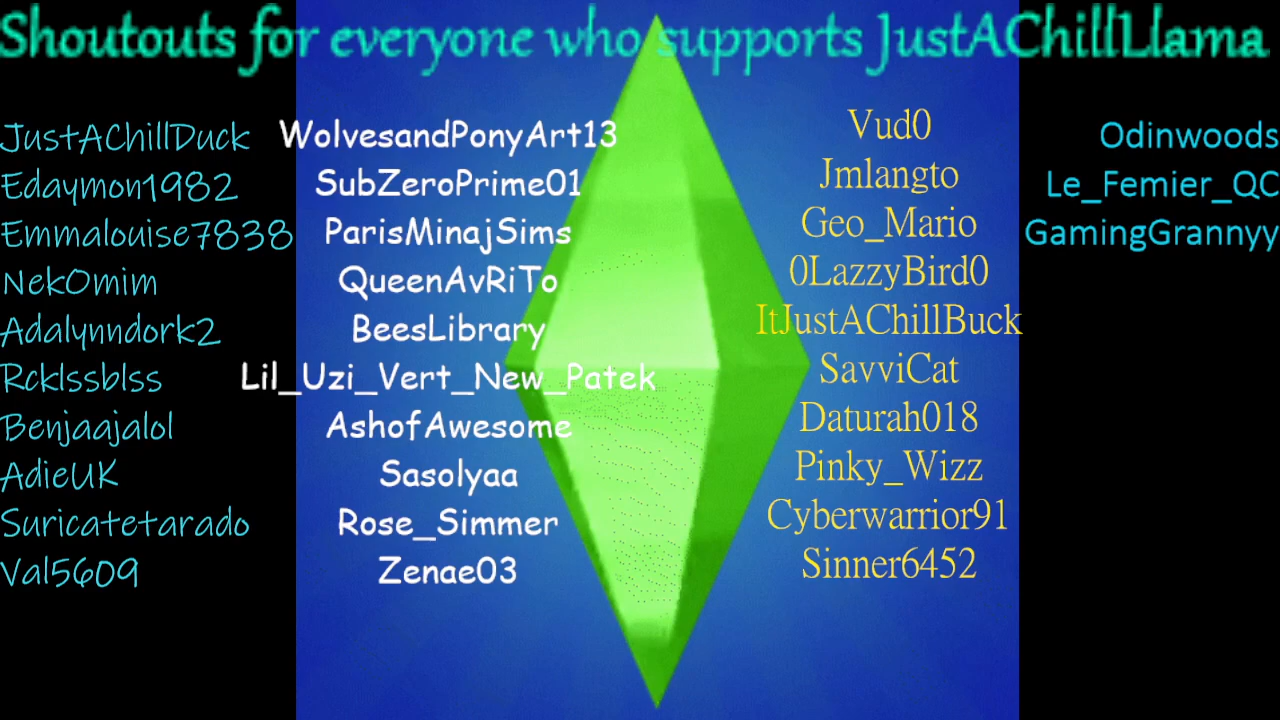 Shoutouts for everyone who supports JustAChillLlama
JustAChillDuck
Edaymon1982
Emmalouise7838
NekOmim
Adalynndork2
Rcklssblss
Benjaajalol
AdieUK
Suricatetarado
Val5609
WolvesandPonyArt13
SubZeroPrime01
ParisMinajSims
QueenAvRiTo
BeesLibrary
Lil_Uzi_Vert_New_Patek
AshofAwesome
Sasolyaa
Rose_Simmer
Zenae03
Vud0
Jmlangto
Geo_Mario
0LazzyBird0
ItJustAChillBuck
SavviCat
Daturah018
Pinky_Wizz
Cyberwarrior91
Sinner6452
Odinwoods
Le_Femier_QC
GamingGrannyy